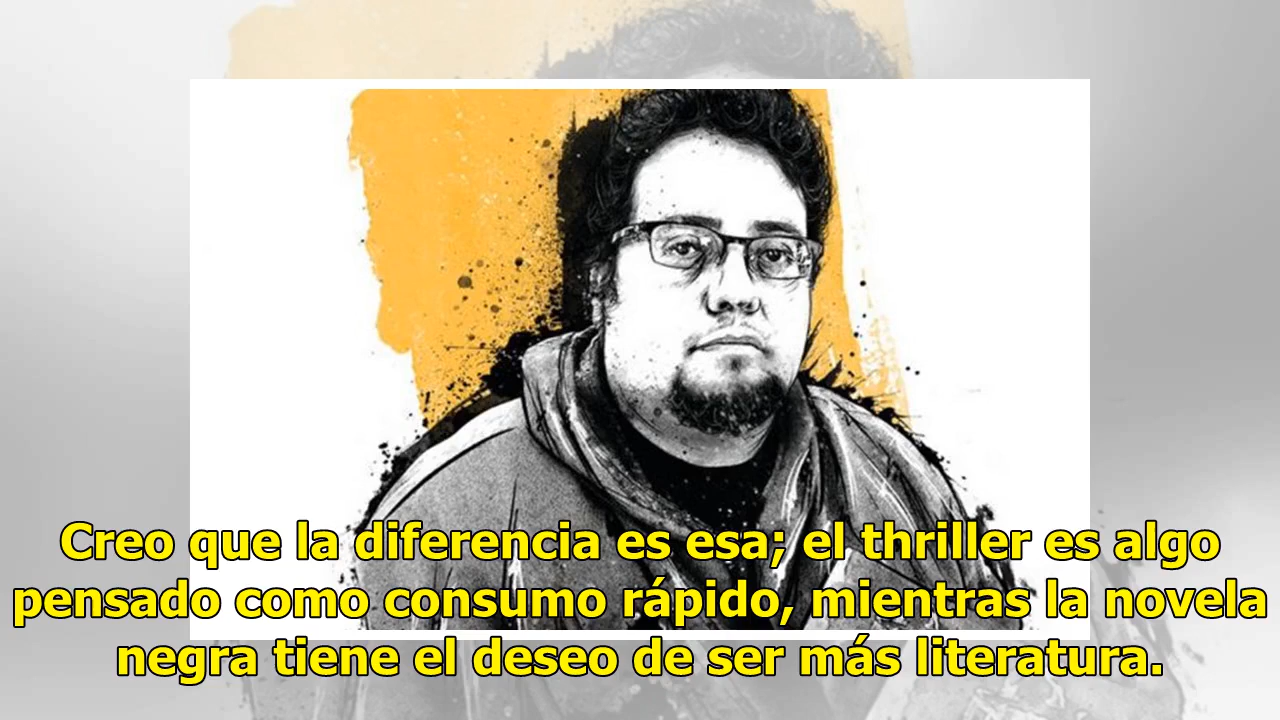 Creo que la diferencia es esa; el thriller es algo
pensado como consumo rápido, mientras la novela
negra tiene el deseo de ser más literatura.